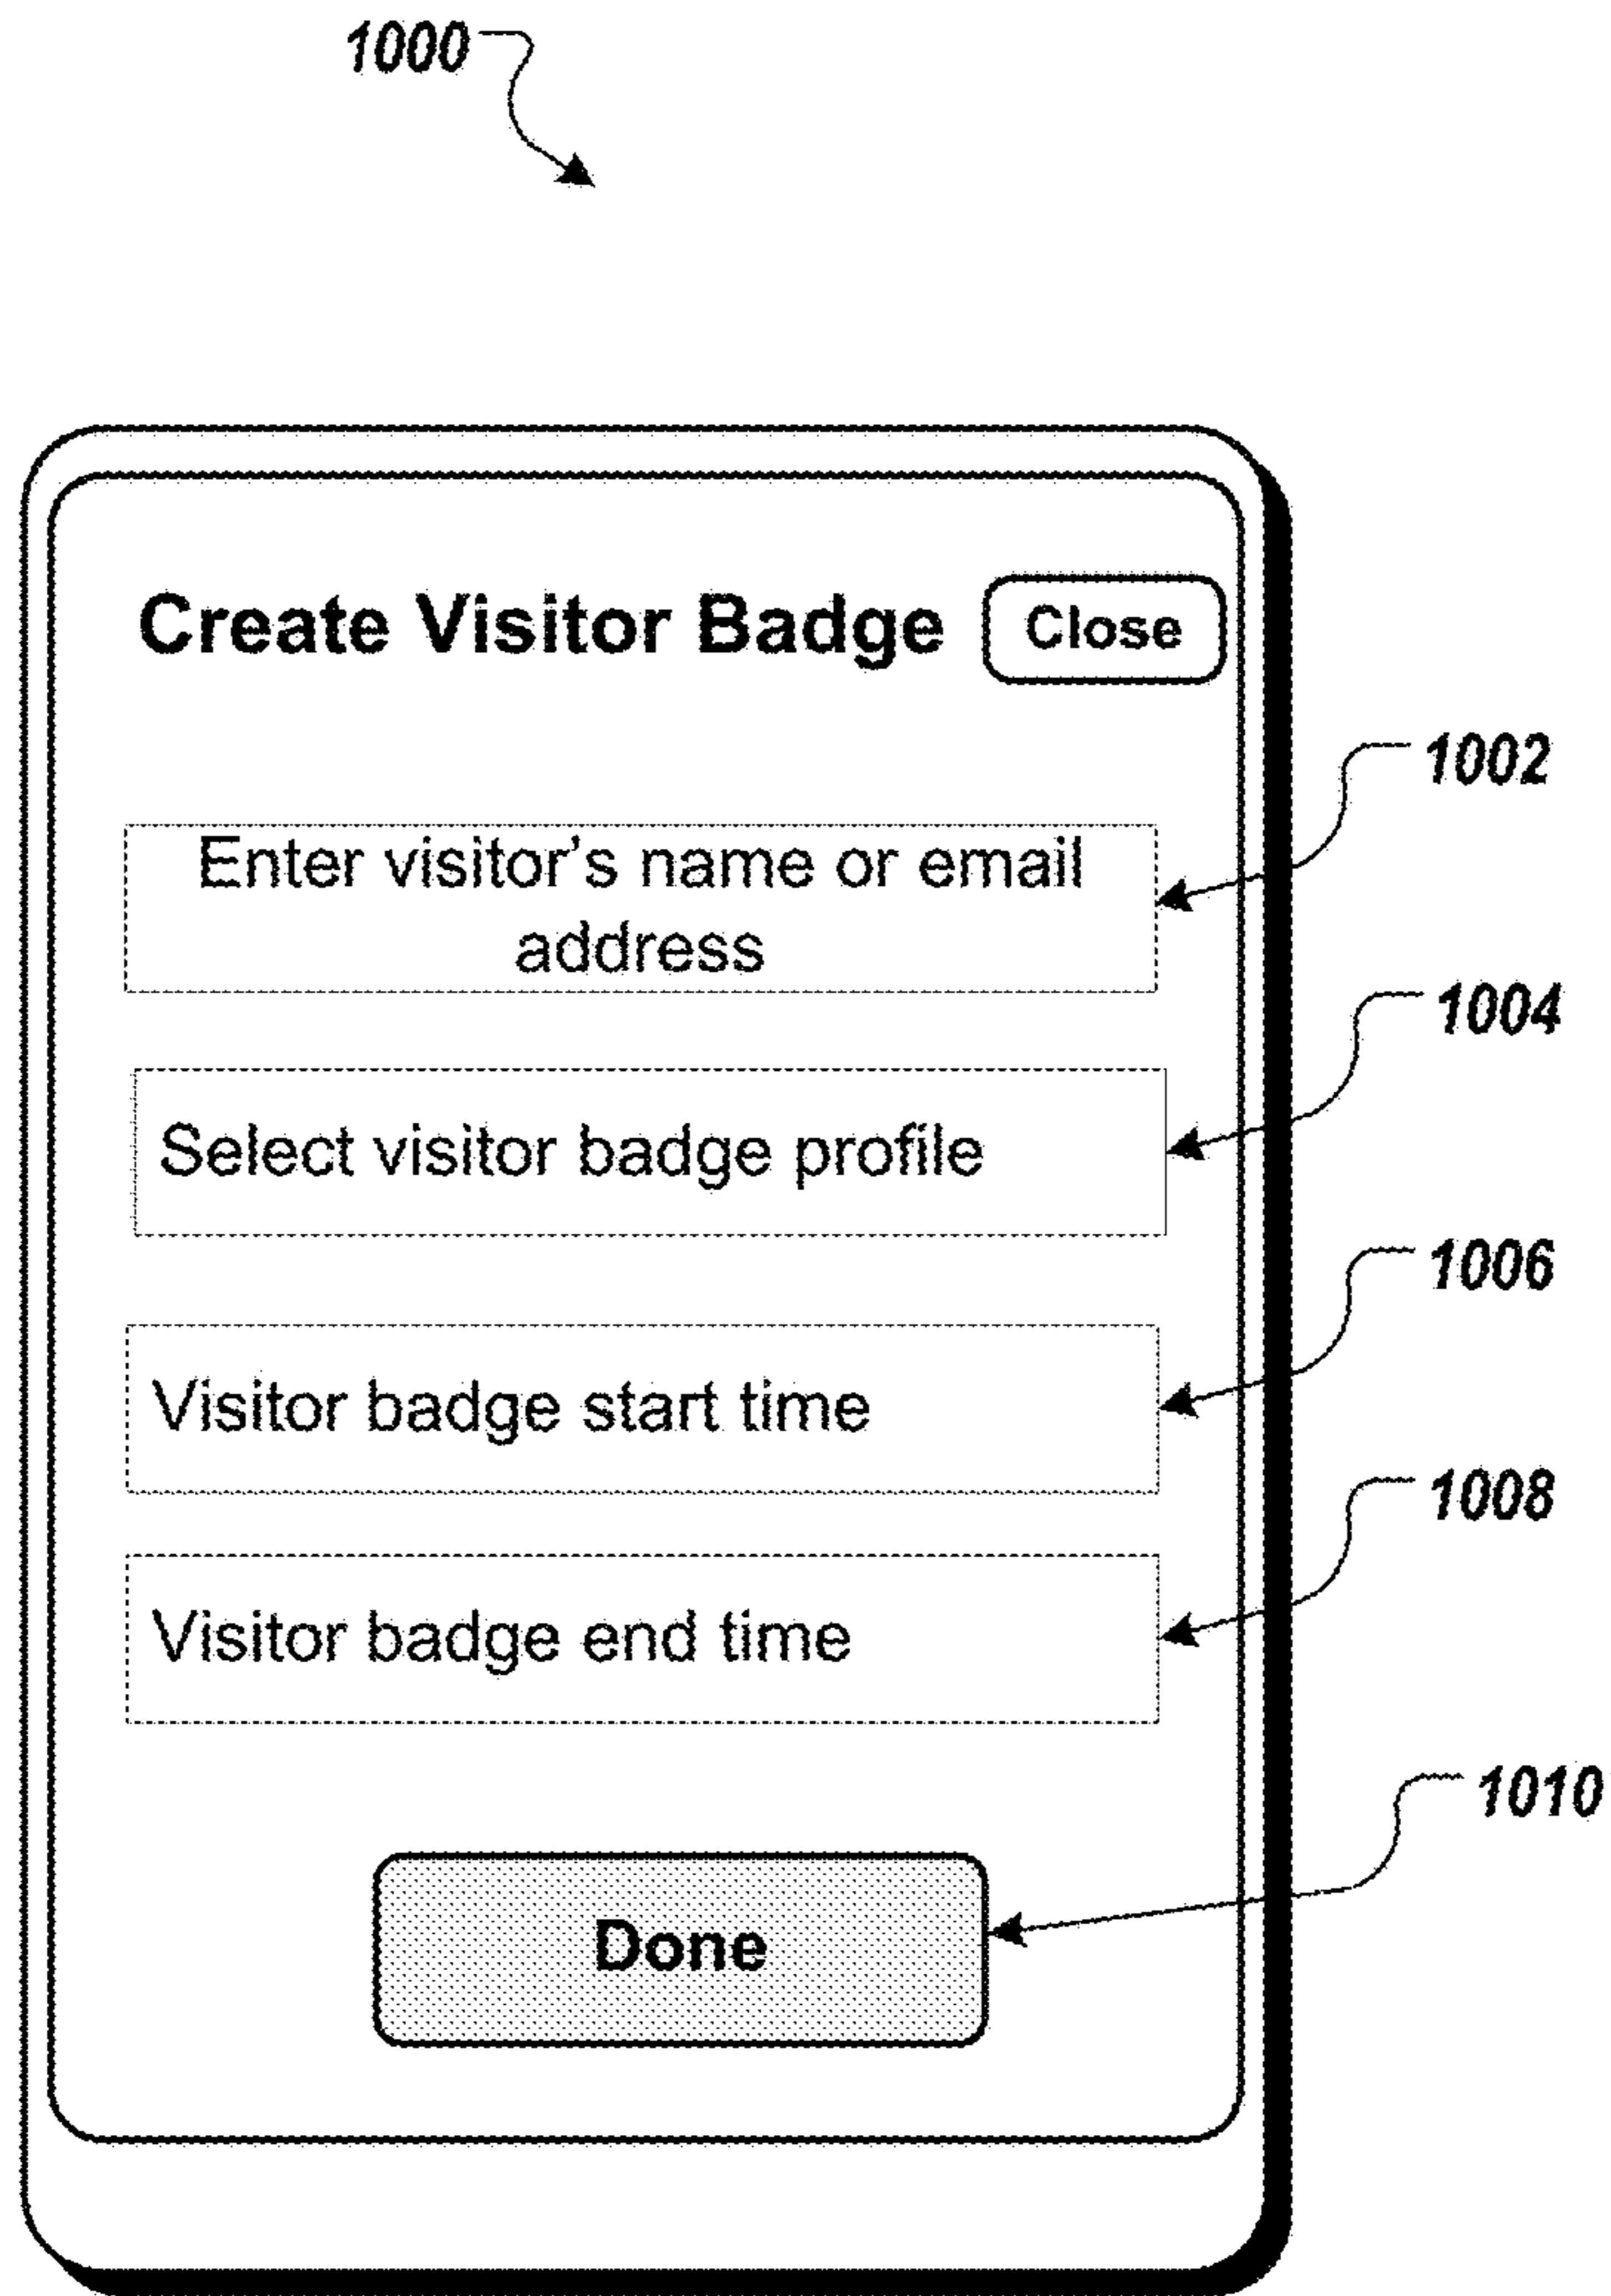 1000
Create Visitor Badge
Close
1002
Enter visitor's name or email
address
1004
Select visitor badge profile
1006
Visitor badge start time
1008
Visitor badge end time
1010
Done